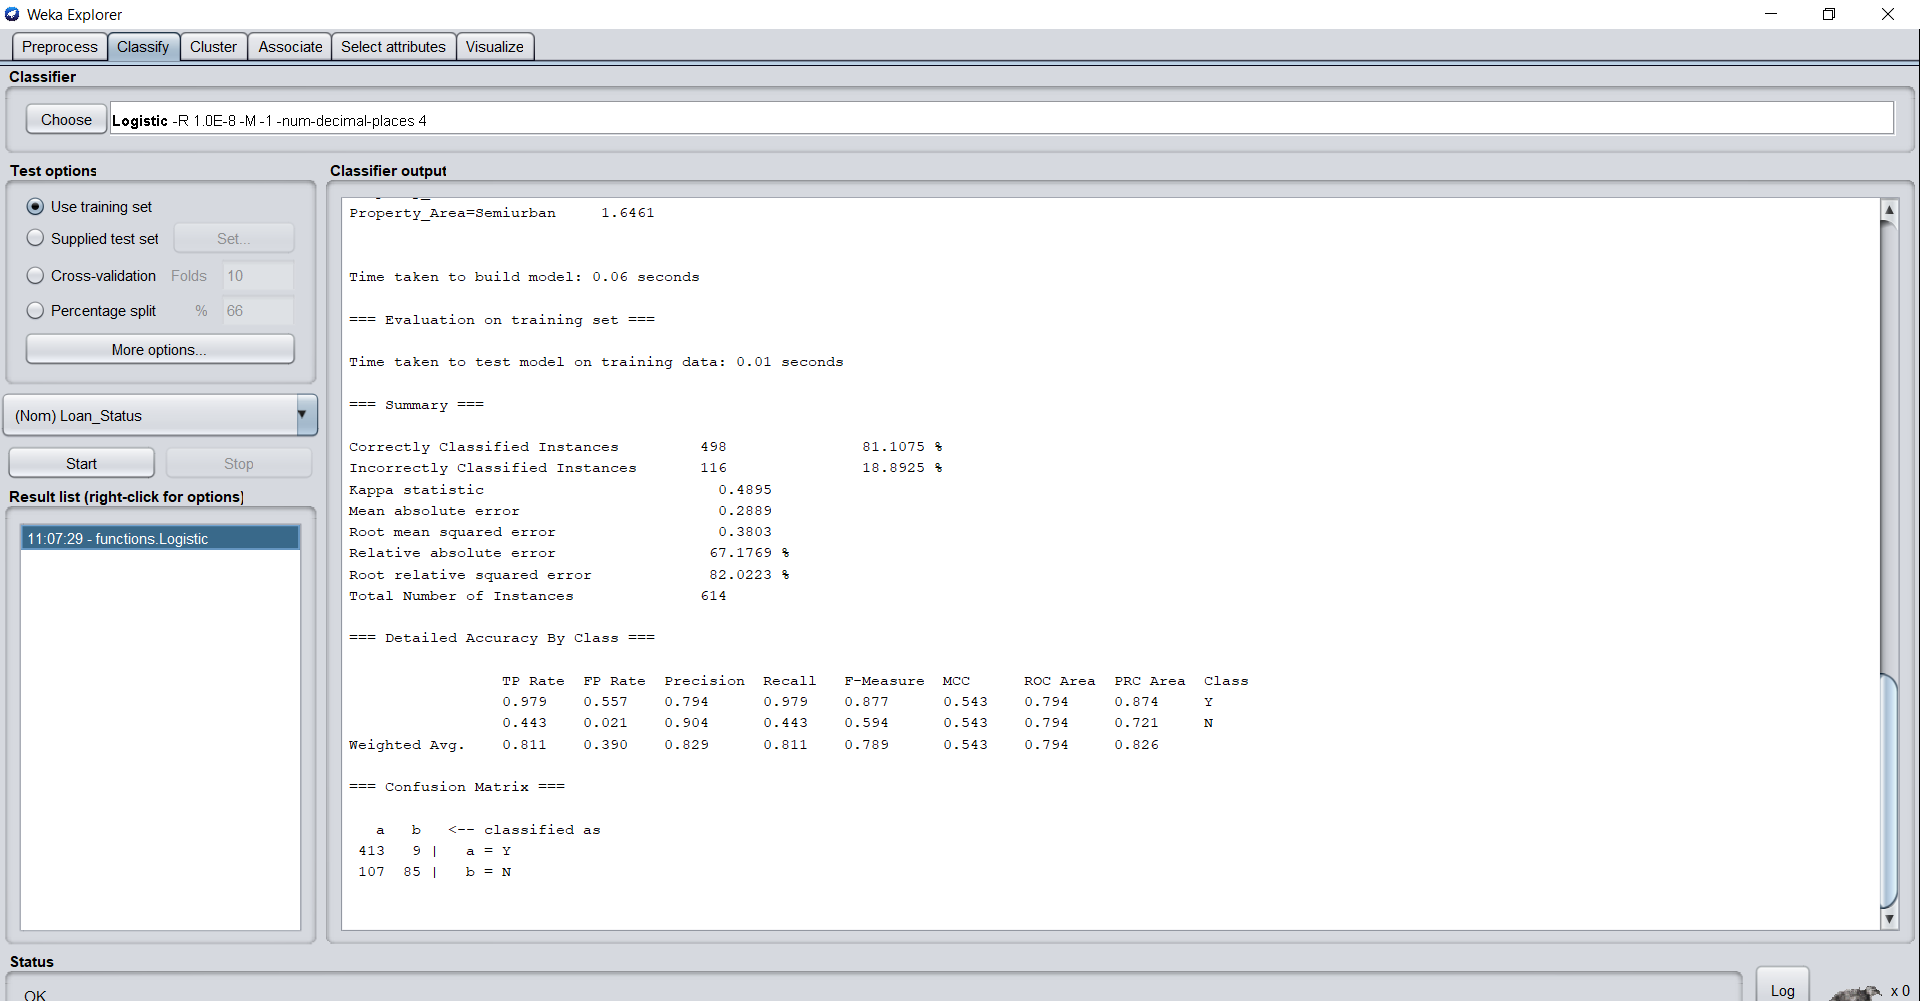 Weka Explorer
Preprocess Classify Cluster Associate Select attributes Visualize
Classifier
Choose Logistic -R 1.0E-8 -M -1 -num-decimal-places 4
Test options
Use training set
Supplied test set Set...
Cross-validation Folds 10
Percentage split % 66
More options...
(Nom) Loan_Status
Start Stop
Result list (right-click for options)
11:07:29 - functions.Logistic
Classifier output
Property_Area=Semiurban 1.6461
Time taken to build model: 0.06 seconds
=== Evaluation on training set ===
Time taken to test model on training data: 0.01 seconds
=== Summary ===
Correctly Classified Instances 498 81.1075 %
Incorrectly Classified Instances 116 18.8925 %
Kappa statistic 0.4895
Mean absolute error 0.2889
Root mean squared error 0.3803
Relative absolute error 67.1769 %
Root relative squared error 82.0223 %
Total Number of Instances 614
=== Detailed Accuracy By Class ===
TP Rate FP Rate Precision Recall F-Measure MCC ROC Area PRC Area Class
0.979 0.557 0.794 0.979 0.877 0.543 0.794 0.874 Y
0.443 0.021 0.904 0.443 0.594 0.543 0.794 0.721 N
Weighted Avg. 0.811 0.390 0.829 0.811 0.789 0.543 0.794 0.826
=== Confusion Matrix ===
a b <-- classified as
413 9 | a = Y
107 85 | b = N
Status
OK
Log x 0